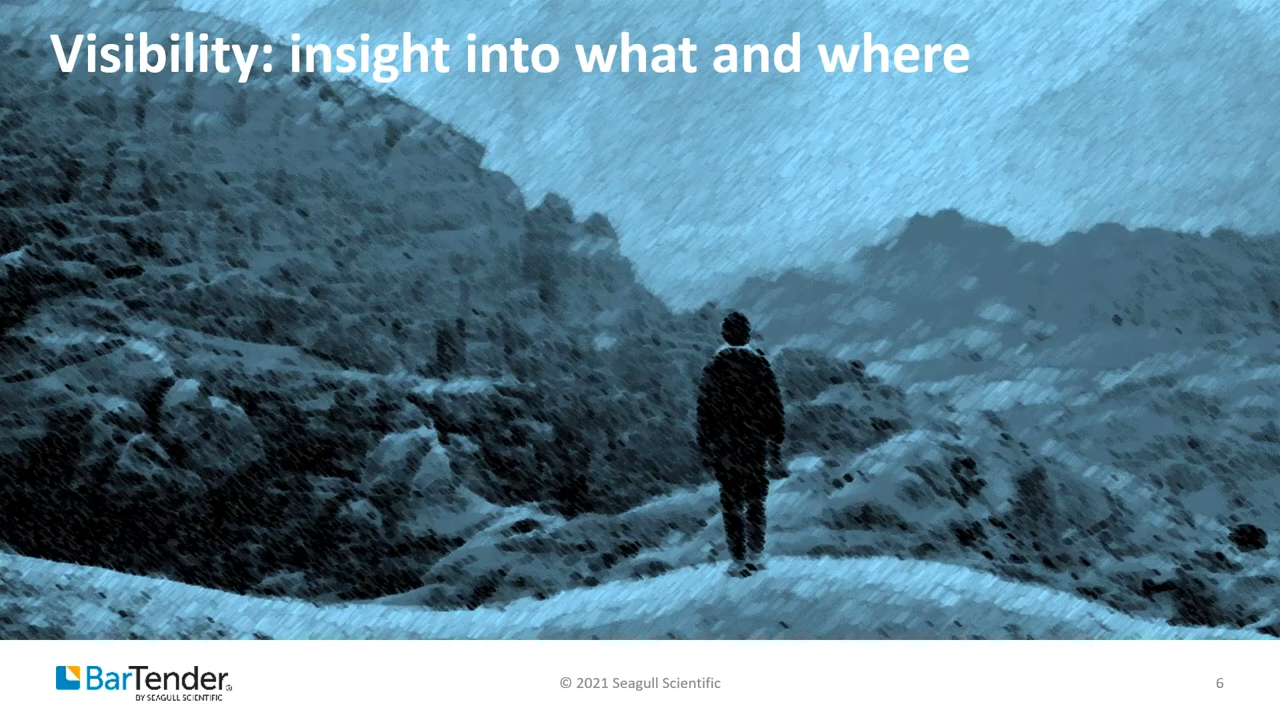 Visibility: insight into what and where
BarTender®
BY SEAGULL SCIENTIFIC
© 2021 Seagull Scientific
6